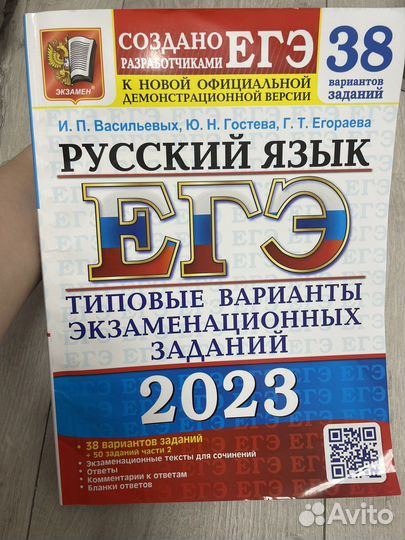 СОЗДАНО
РАЗРАБОТЧИКАМИ ЕГЭ
К НОВОЙ ОФИЦИАЛЬНОЙ
ДЕМОНСТРАЦИОННОЙ ВЕРСИИ
38
вариантов
заданий
ЭКЗАМЕН
И. П. Васильевых, Ю. Н. Гостева, Г. Т. Егораева
РУССКИЙ ЯЗЫК
ЕГЭ
ТИПОВЫЕ ВАРИАНТЫ
ЭКЗАМЕНАЦИОННЫХ
ЗАДАНИЙ
2023
• 38 вариантов заданий
+ 50 заданий части 2
• Экзаменационные тексты для сочинений
• Ответы
• Комментарии к ответам
• Бланки ответов
Avito